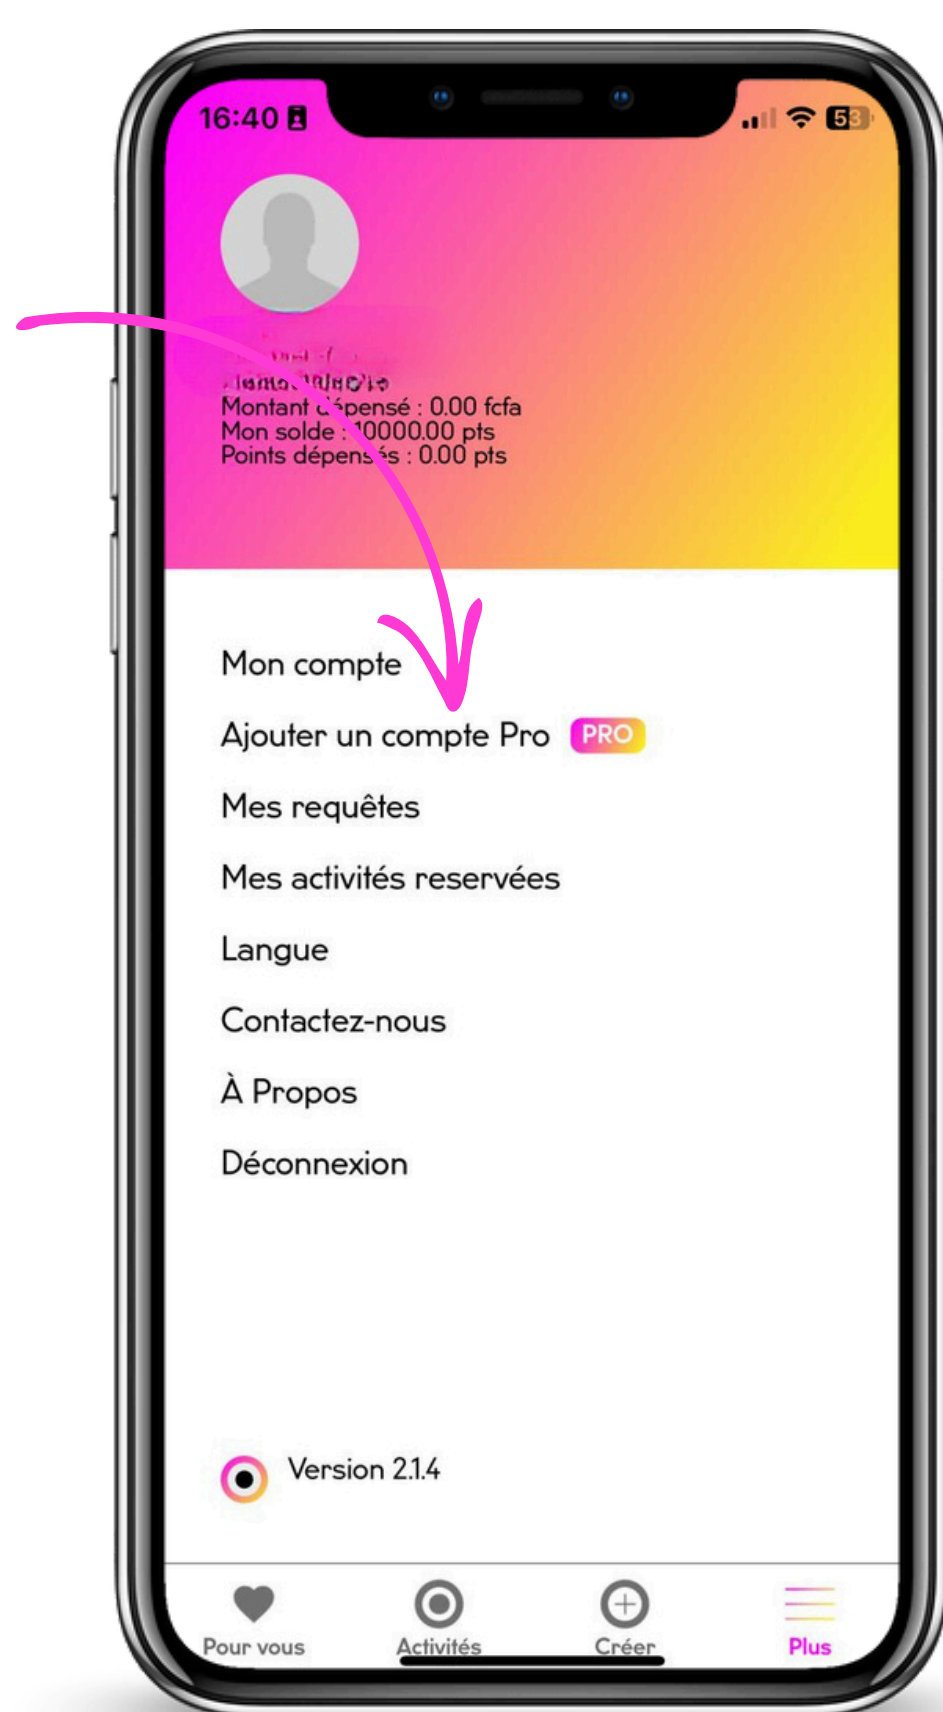 16:40
53
Montant dépensé : 0.00 fcfa
Mon solde : 10000.00 pts
Points dépensés : 0.00 pts
Mon compte
Ajouter un compte Pro PRO
Mes requêtes
Mes activités reservées
Langue
Contactez-nous
À Propos
Déconnexion
Version 2.1.4
Pour vous Activités Créer Plus